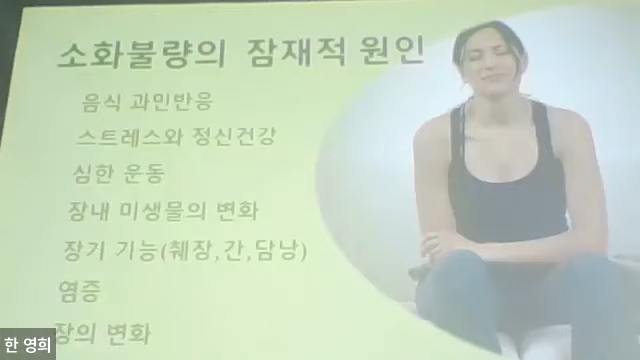 소화불량의 잠재적 원인
음식 과민반응
스트레스와 정신건강
심한 운동
장내 미생물의 변화
장기 기능(췌장,간,담낭)
염증
장의 변화
한 영희